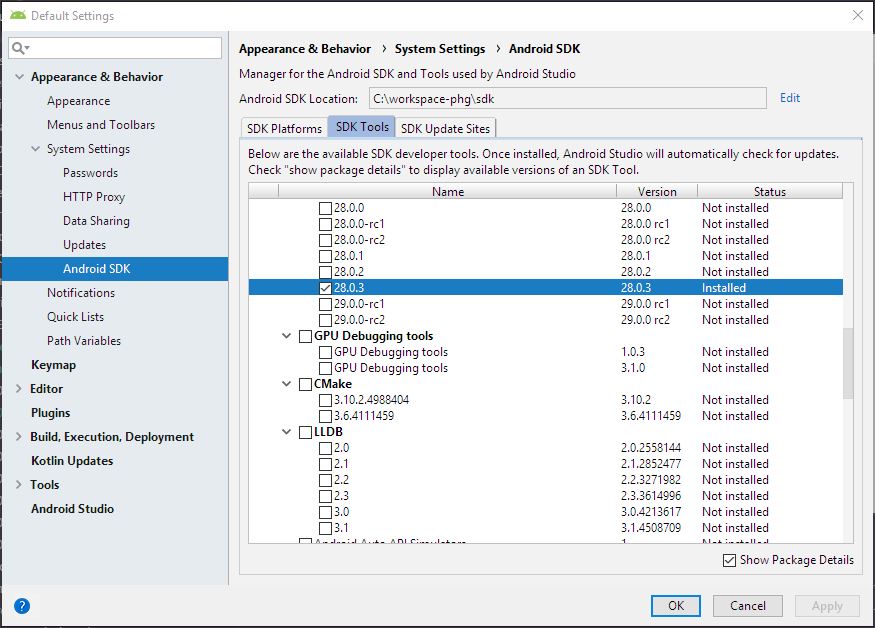 Default Settings
Appearance & Behavior
Appearance
Menus and Toolbars
System Settings
Passwords
HTTP Proxy
Data Sharing
Updates
Android SDK
Notifications
Quick Lists
Path Variables
Keymap
Editor
Plugins
Build, Execution, Deployment
Kotlin Updates
Tools
Android Studio
Appearance & Behavior › System Settings › Android SDK
Manager for the Android SDK and Tools used by Android Studio
Android SDK Location: C:\workspace-phg\sdk Edit
SDK Platforms SDK Tools SDK Update Sites
Below are the available SDK developer tools. Once installed, Android Studio will automatically check for updates.
Check "show package details" to display available versions of an SDK Tool.
Name Version Status
28.0.0 28.0.0 Not installed
28.0.0-rc1 28.0.0 rc1 Not installed
28.0.0-rc2 28.0.0 rc2 Not installed
28.0.1 28.0.1 Not installed
28.0.2 28.0.2 Not installed
28.0.3 28.0.3 Installed
29.0.0-rc1 29.0.0 rc1 Not installed
29.0.0-rc2 29.0.0 rc2 Not installed
GPU Debugging tools
GPU Debugging tools 1.0.3 Not installed
GPU Debugging tools 3.1.0 Not installed
CMake
3.10.2.4988404 3.10.2 Not installed
3.6.4111459 3.6.4111459 Not installed
LLDB
2.0 2.0.2558144 Not installed
2.1 2.1.2852477 Not installed
2.2 2.2.3271982 Not installed
2.3 2.3.3614996 Not installed
3.0 3.0.4213617 Not installed
3.1 3.1.4508709 Not installed
Android Auto API Simulators 1 Not installed
Show Package Details
? OK Cancel Apply